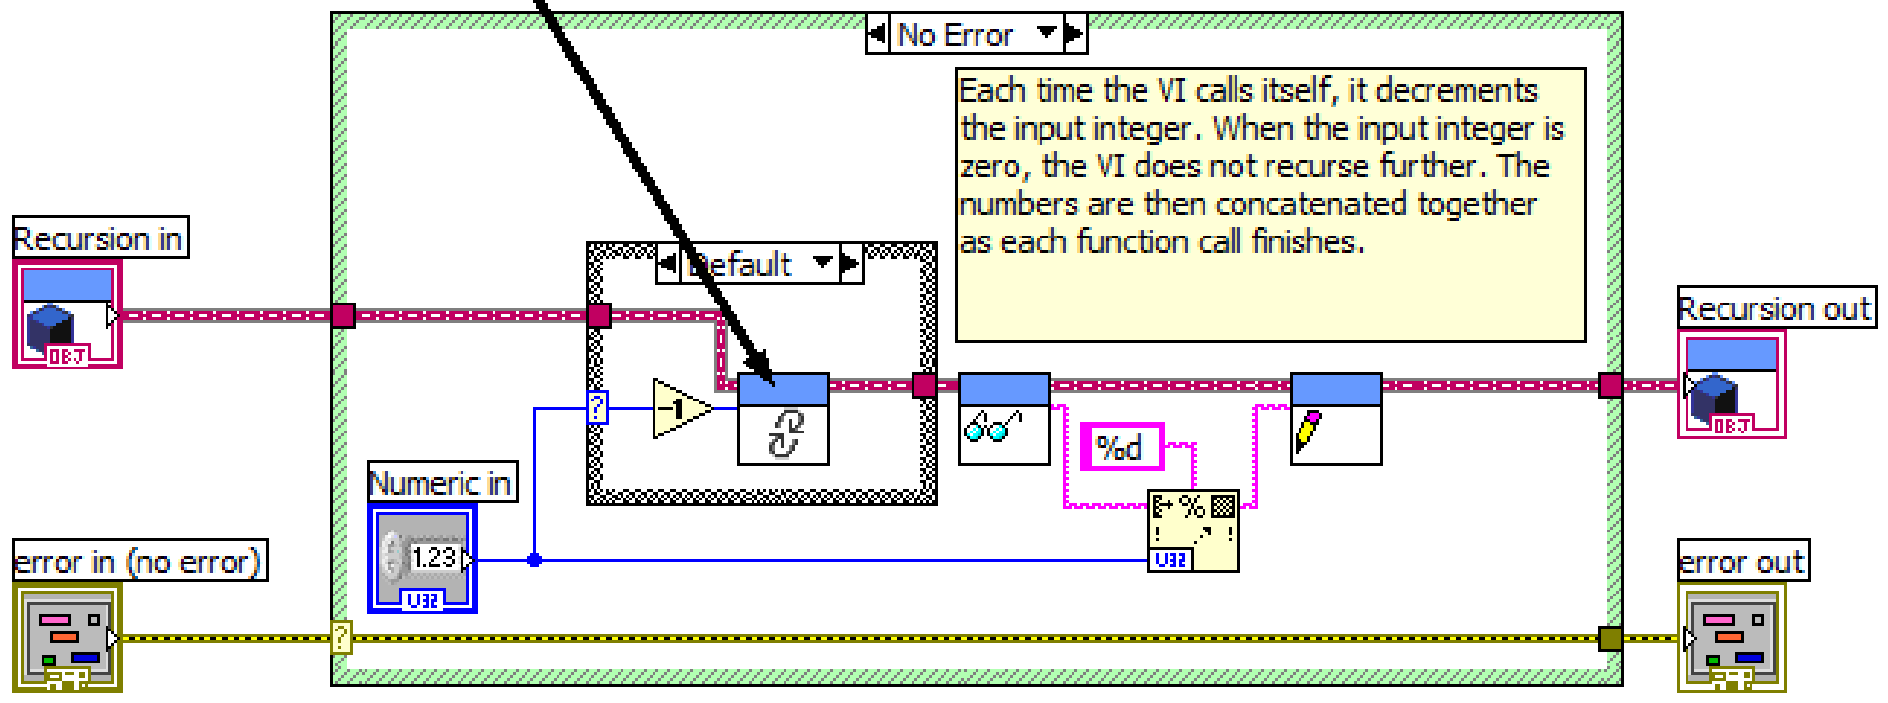 No Error
Each time the VI calls itself, it decrements
the input integer. When the input integer is
zero, the VI does not recurse further. The
numbers are then concatenated together
as each function call finishes.
Recursion in
OBJ
Default
Recursion out
OBJ
?
-1
%d
Numeric in
1.23
U32
%
! !
U32
error in (no error)
?
error out